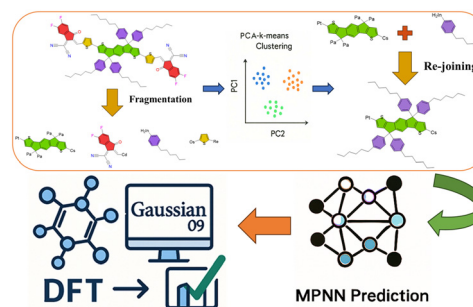 PCA-k-means
Clustering
Fragmentation
PC1
PC2
Re-joining
Gaussian
09
DFT
MPNN Prediction